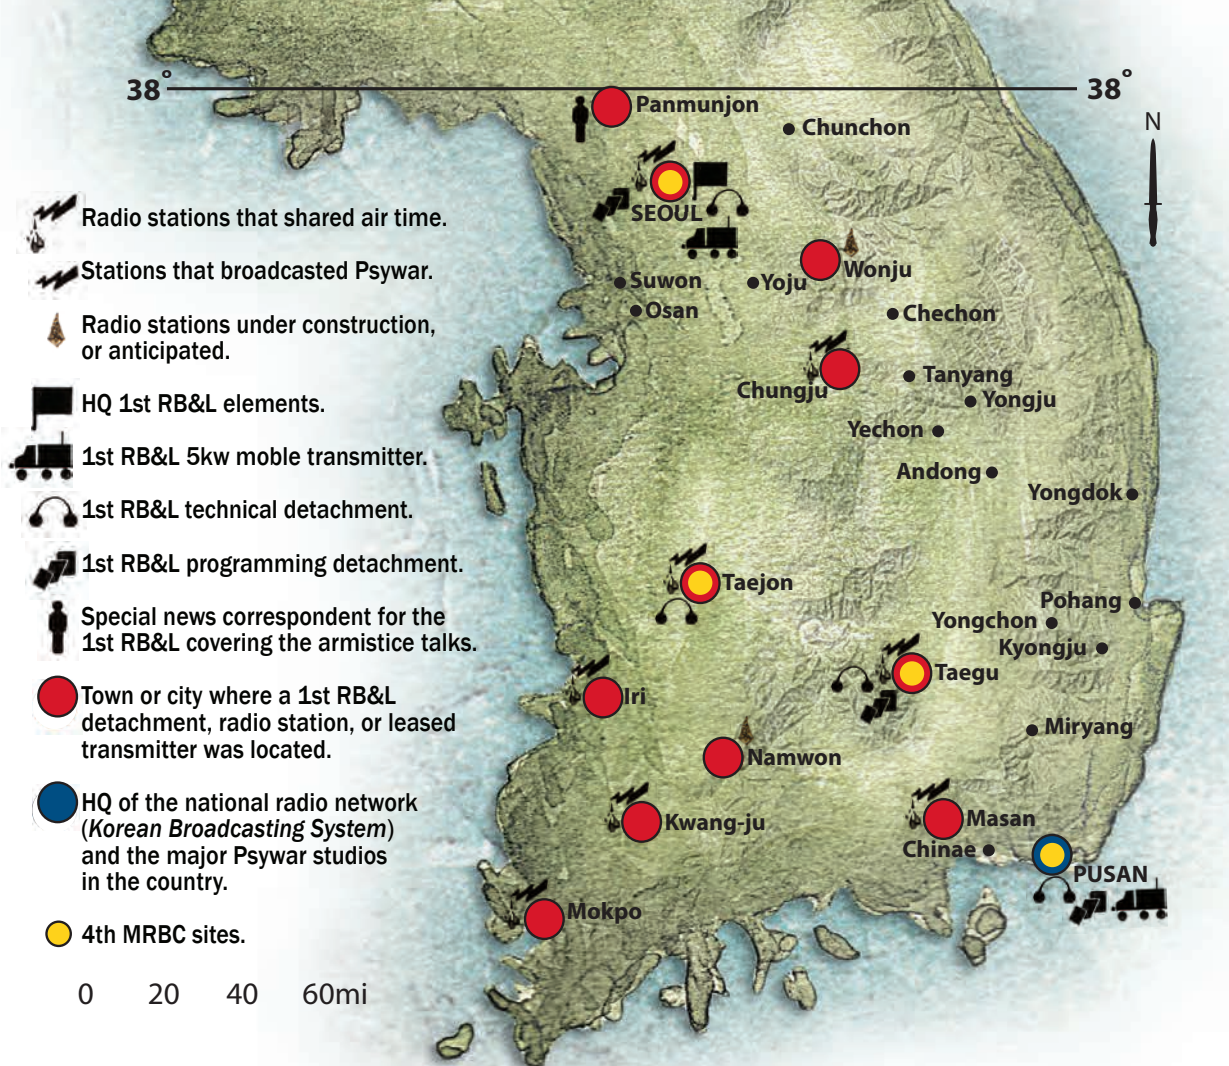 38°
38°
N
Panmunjon
Chunchon
SEOUL
Wonju
Suwon
Yoju
Osan
Chechon
Chungju
Tanyang
Yongju
Yechon
Andong
Yongdok
Taejon
Pohang
Yongchon
Kyongju
Taegu
Iri
Miryang
Namwon
Kwang-ju
Masan
Chinae
PUSAN
Mokpo
Radio stations that shared air time.
Stations that broadcasted Psywar.
Radio stations under construction,
or anticipated.
HQ 1st RB&L elements.
1st RB&L 5kw moble transmitter.
1st RB&L technical detachment.
1st RB&L programming detachment.
Special news correspondent for the
1st RB&L covering the armistice talks.
Town or city where a 1st RB&L
detachment, radio station, or leased
transmitter was located.
HQ of the national radio network
(Korean Broadcasting System)
and the major Psywar studios
in the country.
4th MRBC sites.
0 20 40 60mi